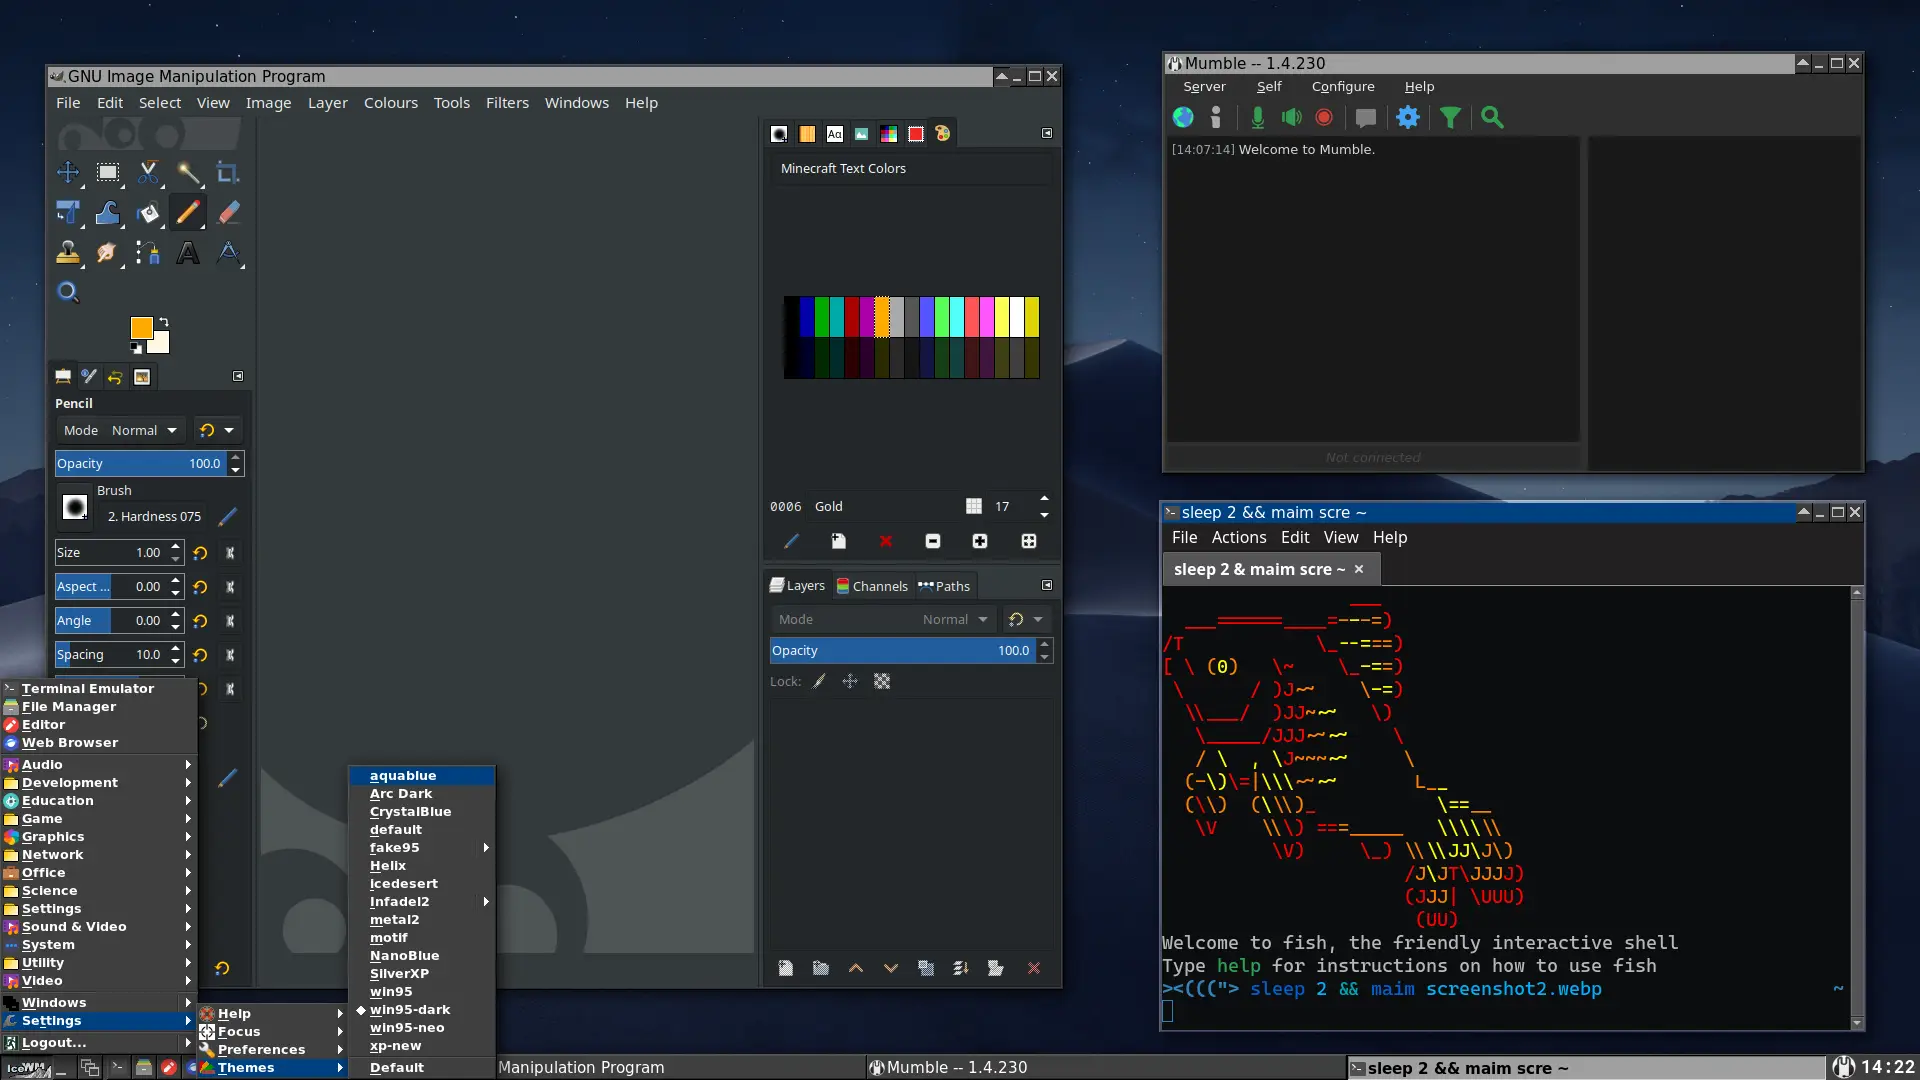 GNU Image Manipulation Program
File Edit Select View Image Layer Colours Tools Filters Windows Help
Pencil
Mode Normal
Opacity 100.0
Brush
2. Hardness 075
Size 1.00
Aspect ... 0.00
Angle 0.00
Spacing 10.0
Minecraft Text Colors
0006 Gold 17
Layers Channels Paths
Mode Normal
Opacity 100.0
Lock:
Mumble -- 1.4.230
Server Self Configure Help
[14:07:14] Welcome to Mumble.
Not connected
sleep 2 && maim scre ~
File Actions Edit View Help
sleep 2 & maim scre ~
Welcome to fish, the friendly interactive shell
Type help for instructions on how to use fish
><((("> sleep 2 && maim screenshot2.webp ~
Terminal Emulator
File Manager
Editor
Web Browser
Audio
Development
Education
Game
Graphics
Network
Office
Science
Settings
Sound & Video
System
Utility
Video
Windows
Settings
Logout...
Help
Focus
Preferences
Themes
aquablue
Arc Dark
CrystalBlue
default
fake95
Helix
icedesert
Infadel2
metal2
motif
NanoBlue
SilverXP
win95
win95-dark
win95-neo
xp-new
Default
IceWM
Manipulation Program
Mumble -- 1.4.230
sleep 2 && maim scre ~
14:22